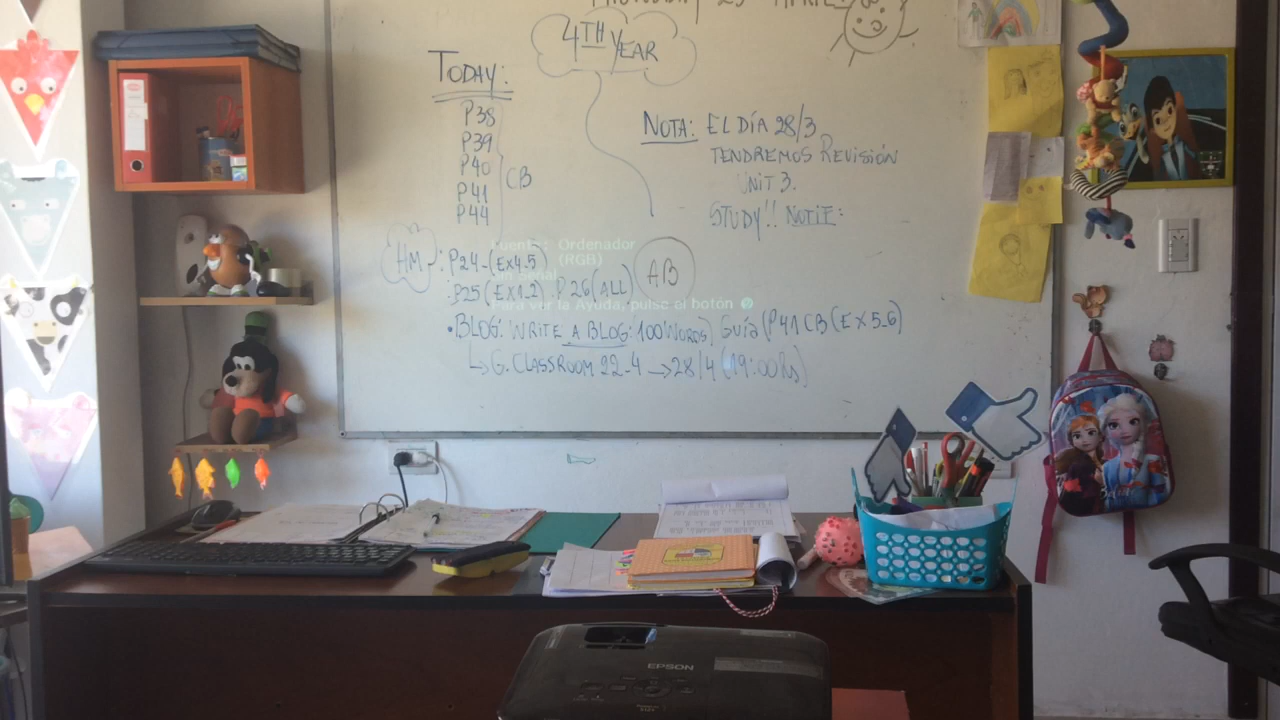 4TH YEAR
TODAY:
P38
P39
P40
P41
P44
CB
NOTA: EL DÍA 28/3
TENDREMOS REVISIÓN
UNIT 3.
STUDY!!
HM: P24-(EX4-5)
P25(EX1.2) P26(ALL) AB
•BLOG: WRITE A BLOG: 100 WORDS) GUÍA (P41 CB (EX 5.6)
↳G. CLASSROOM 22-4 →28/4 (19:00 Hs)
Fuente: Ordenador
(RGB)
Para ver la Ayuda, pulse el botón
EPSON